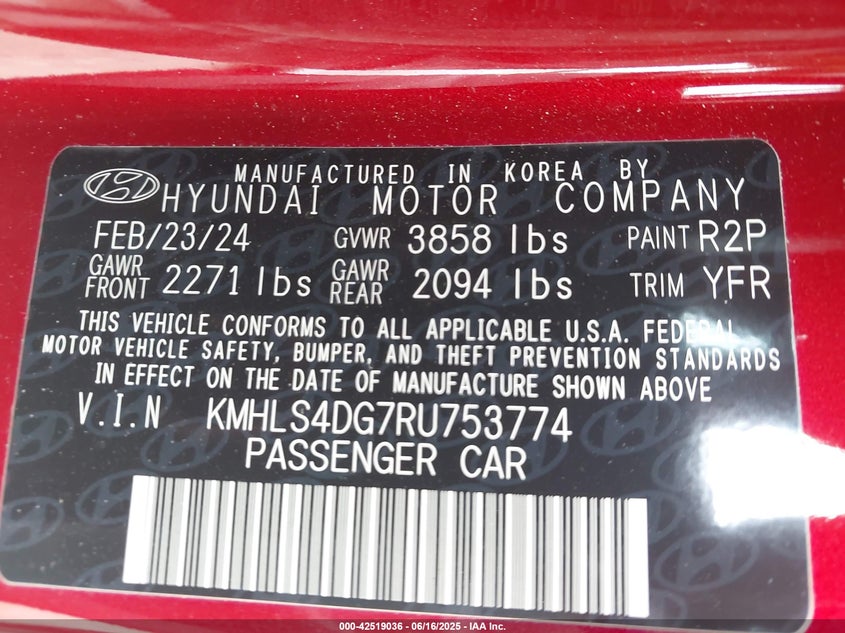 MANUFACTURED IN KOREA BY
HYUNDAI MOTOR COMPANY
FEB/23/24 GVWR 3858 lbs PAINT R2P
GAWR FRONT 2271 lbs GAWR REAR 2094 lbs TRIM YFR
THIS VEHICLE CONFORMS TO ALL APPLICABLE U.S.A. FEDERAL
MOTOR VEHICLE SAFETY, BUMPER, AND THEFT PREVENTION STANDARDS
IN EFFECT ON THE DATE OF MANUFACTURE SHOWN ABOVE
V.I.N KMHLS4DG7RU753774
PASSENGER CAR
000-42519036 - 06/16/2025 - IAA Inc.